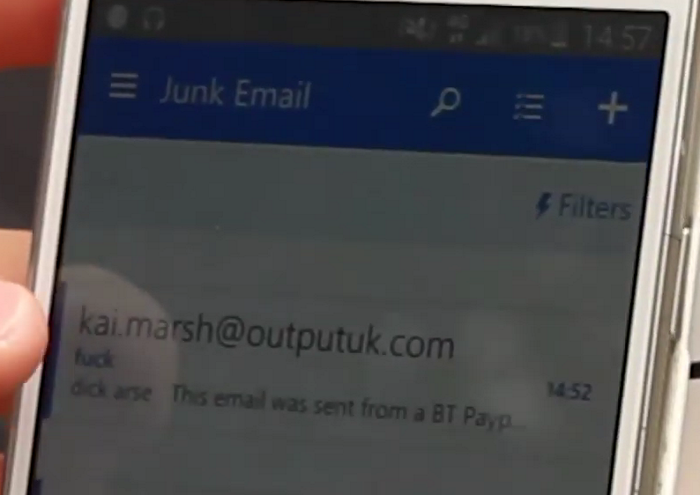 14:57
Junk Email
Filters
kai.marsh@outputuk.com
fuck
14:52
dick arse This email was sent from a BT Payp...